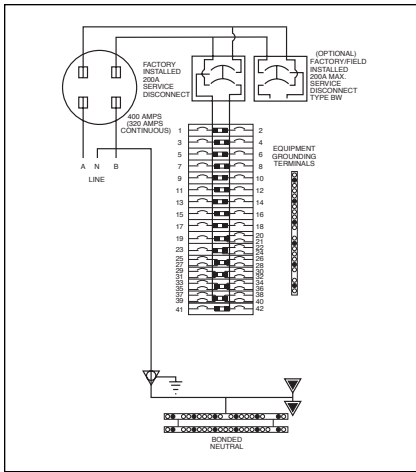 FACTORY
INSTALLED
200A
SERVICE
DISCONNECT
(OPTIONAL)
FACTORY/FIELD
INSTALLED
200A MAX.
SERVICE
DISCONNECT
TYPE BW
400 AMPS
(320 AMPS
CONTINUOUS)
A N B
LINE
EQUIPMENT
GROUNDING
TERMINALS
1 2
3 4
5 6
7 8
9 10
11 12
13 14
15 16
17 18
19 20
21
22
23 24
25 26
27 28
29 30
31 32
33 34
35 36
37 38
39 40
41 42
BONDED
NEUTRAL